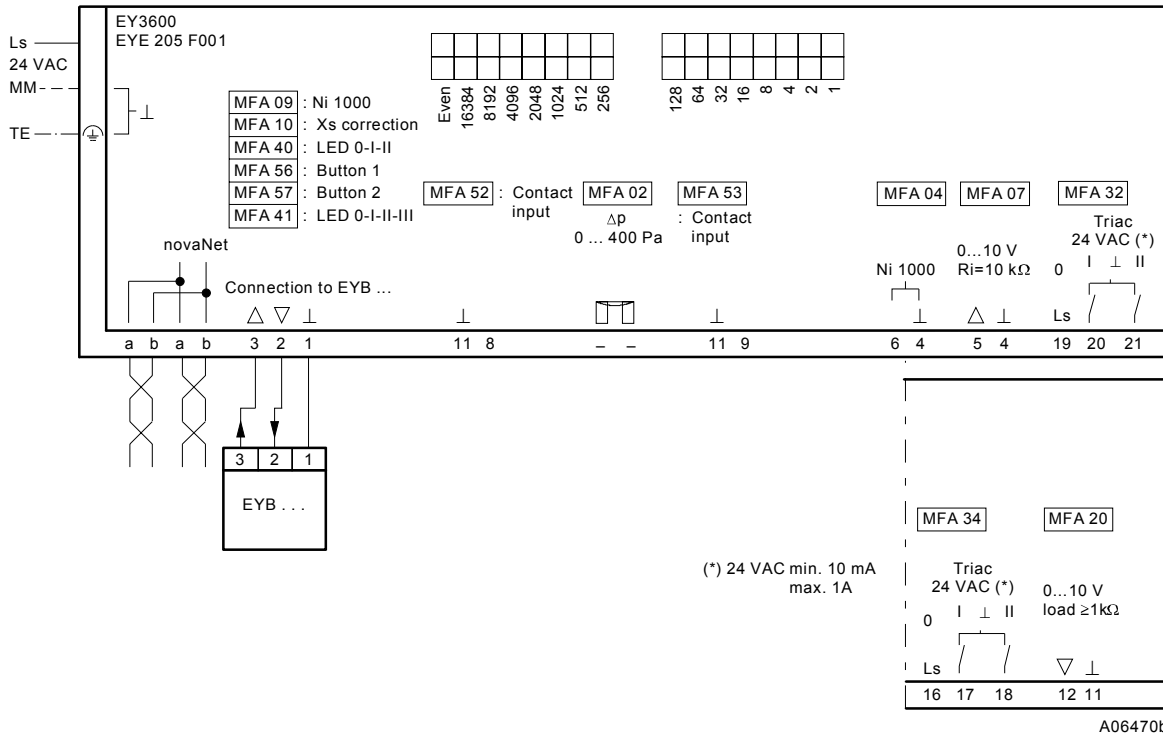 EY3600
EYE 205 F001
Ls
24 VAC
MM
TE
⊥
MFA 09 : Ni 1000
MFA 10 : Xs correction
MFA 40 : LED 0-I-II
MFA 56 : Button 1
MFA 57 : Button 2
MFA 41 : LED 0-I-II-III
Even 16384 8192 4096 2048 1024 512 256
128 64 32 16 8 4 2 1
MFA 52 : Contact input
MFA 02
Δp
0 ... 400 Pa
MFA 53
: Contact input
MFA 04
Ni 1000
MFA 07
0...10 V
Ri=10 kΩ
MFA 32
Triac
24 VAC (*)
0 I ⊥ II
Ls
novaNet
Connection to EYB ...
△ ▽ ⊥ ⊥ ⊥ ⊥ △ ⊥
a b a b 3 2 1 11 8 – – 11 9 6 4 5 4 19 20 21
3 2 1
EYB . . .
(*) 24 VAC min. 10 mA
max. 1A
MFA 34
Triac
24 VAC (*)
0 I ⊥ II
Ls
MFA 20
0...10 V
load ≥1kΩ
▽ ⊥
16 17 18 12 11
A06470b